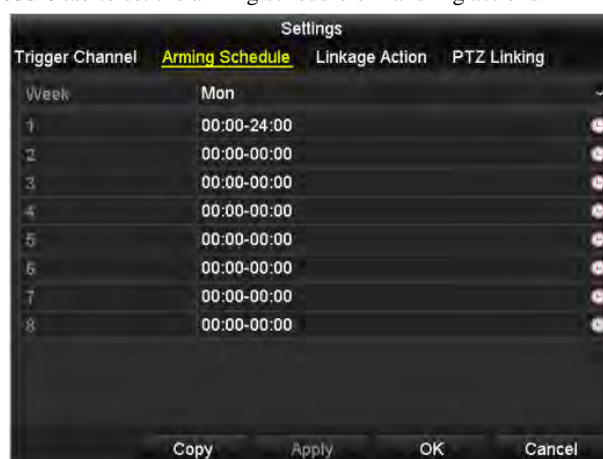 Settings
Trigger Channel Arming Schedule Linkage Action PTZ Linking
Week Mon
1 00:00-24:00
2 00:00-00:00
3 00:00-00:00
4 00:00-00:00
5 00:00-00:00
6 00:00-00:00
7 00:00-00:00
8 00:00-00:00
Copy Apply OK Cancel